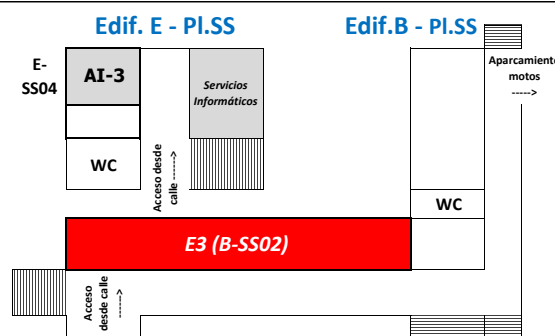 Edif. E - Pl.SS
Edif.B - Pl.SS
E-
SS04
AI-3
Servicios
Informáticos
Aparcamiento
motos
----->
WC
Acceso desde
calle ------>
WC
E3 (B-SS02)
Acceso
desde calle
----->